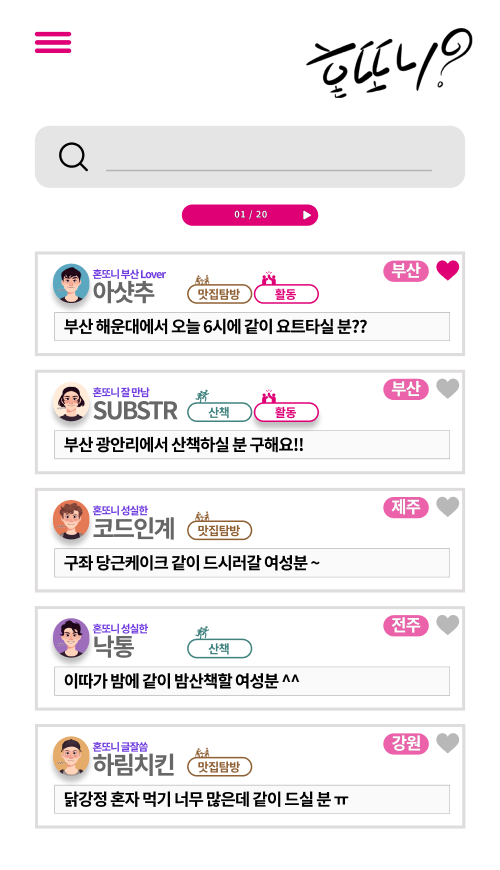 혼또니?
01 / 20
혼또니 부산 Lover
아샷추
맛집탐방
활동
부산
부산 해운대에서 오늘 6시에 같이 요트타실 분??
혼또니 잘 만남
SUBSTR
산책
활동
부산
부산 광안리에서 산책하실 분 구해요!!
혼또니 성실한
코드인계
맛집탐방
제주
구좌 당근케이크 같이 드시러갈 여성분 ~
혼또니 성실한
낙통
산책
전주
이따가 밤에 같이 밤산책할 여성분 ^^
혼또니 글잘씀
하림치킨
맛집탐방
강원
닭강정 혼자 먹기 너무 많은데 같이 드실 분 ㅠ